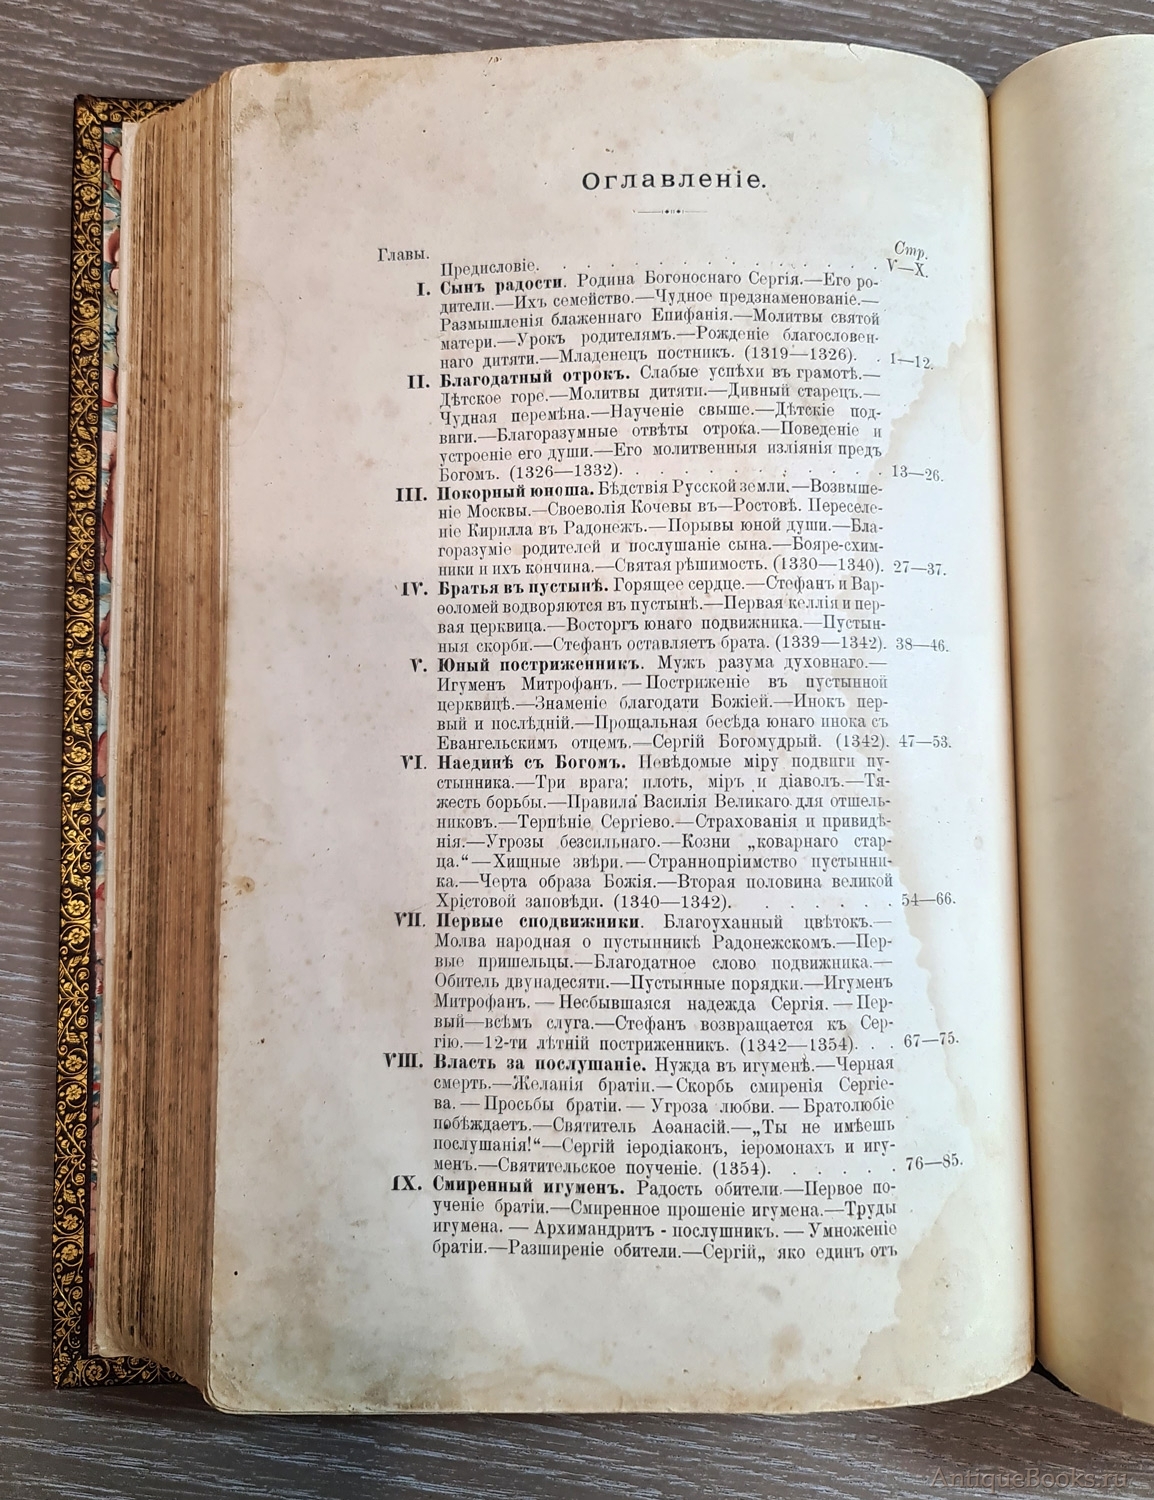 Оглавленіе.
Главы. Стр.
Предисловіе. . . . . . . . . . . . . . V—X.
I. Сынъ радости. Родина Богоноснаго Сергія.—Его ро-
дители.—Ихъ семейство.—Чудное предзнаменованіе.—
Размышленія блаженнаго Епифанія.—Молитвы святой
матери.—Урокъ родителямъ.—Рожденіе благословен-
наго дитяти.—Младенецъ постникъ. (1319—1326). . 1—12.
II. Благодатный отрокъ. Слабые успѣхи въ грамотѣ.—
Дѣтское горе.—Молитвы дитяти.—Дивный старецъ.—
Чудная перемѣна.—Наученіе свыше.—Дѣтскіе под-
виги.—Благоразумные отвѣты отрока.—Поведеніе и
устроеніе его души.—Его молитвенныя изліянія предъ
Богомъ. (1326—1332). . . . . . . . . . . . 13—26.
III. Покорный юноша. Бѣдствія Русской земли.—Возвыше-
ніе Москвы.—Своеволія Кочевы въ—Ростовѣ. Переселе-
ніе Кирилла въ Радонежъ.—Порывы юной души.—Бла-
горазуміе родителей и послушаніе сына.—Бояре-схим-
ники и ихъ кончина.—Святая рѣшимость. (1330—1340). 27—37.
IV. Братья въ пустынѣ. Горящее сердце.—Стефанъ и Вар-
ѳоломей водворяются въ пустынѣ.—Первая келлія и пер-
вая церквица.—Восторгъ юнаго подвижника.—Пустын-
ныя скорби.—Стефанъ оставляетъ брата. (1339—1342). 38—46.
V. Юный постриженникъ. Мужъ разума духовнаго.—
Игуменъ Митрофанъ.—Постриженіе въ пустынной
церквицѣ.—Знаменіе благодати Божіей.—Инокъ пер-
вый и послѣдній.—Прощальная бесѣда юнаго инока съ
Евангельскимъ отцемъ.—Сергій Богомудрый. (1342). 47—53.
VI. Наединѣ съ Богомъ. Невѣдомые міру подвиги пу-
стынника.—Три врага: плоть, міръ и діаволъ.—Тя-
жесть борьбы.—Правила Василія Великаго для отшель-
никовъ.—Терпѣніе Сергіево.—Страхованія и привидѣ-
нія.—Угрозы безсильнаго.—Козни „коварнаго стар-
ца.“—Хищные звѣри.—Страннопріимство пустынни-
ка.—Черта образа Божія.—Вторая половина великой
Христовой заповѣди. (1340—1342). . . . . . . . 54—66.
VII. Первые сподвижники. Благоуханный цвѣтокъ.—
Молва народная о пустынникѣ Радонежскомъ.—Пер-
вые пришельцы.—Благодатное слово подвижника.—
Обитель двунадесяти.—Пустынные порядки.—Игуменъ
Митрофанъ.—Несбывшаяся надежда Сергія.—Пер-
вый—всѣмъ слуга.—Стефанъ возвращается къ Сер-
гію.—12-ти лѣтній постриженникъ. (1342—1354). . . 67—75.
VIII. Власть за послушаніе. Нужда въ игуменѣ.—Черная
смерть.—Желанія братіи.—Скорбь смиренія Сергіе-
ва.—Просьбы братіи.—Угроза любви.—Братолюбіе
побѣждаетъ.—Святитель Аѳанасій.—„Ты не имѣешь
послушанія!“—Сергій іеродіаконъ, іеромонахъ и игу-
менъ.—Святительское поученіе. (1354). . . . . . . 76—85.
IX. Смиренный игуменъ. Радость обители.—Первое по-
ученіе братіи.—Смиренное прошеніе игумена.—Труды
игумена.—Архимандритъ - послушникъ.—Умноженіе
братіи.—Разширеніе обители.—Сергій„ яко единъ отъ
AntiqueBooks.ru